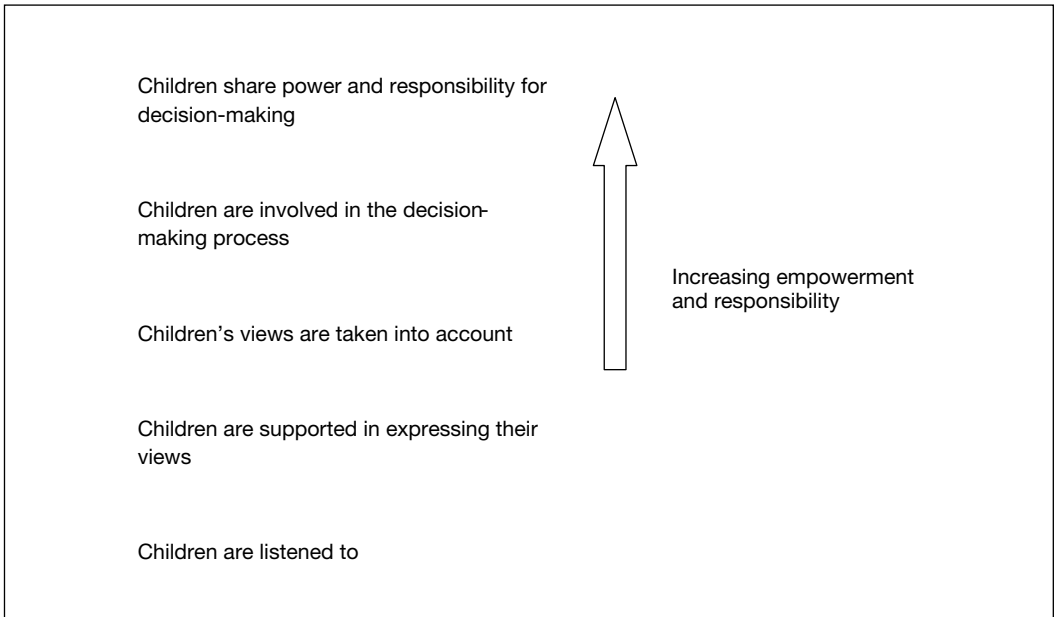 Children share power and responsibility for
decision-making
Children are involved in the decision-
making process
Increasing empowerment
and responsibility
Children’s views are taken into account
Children are supported in expressing their
views
Children are listened to